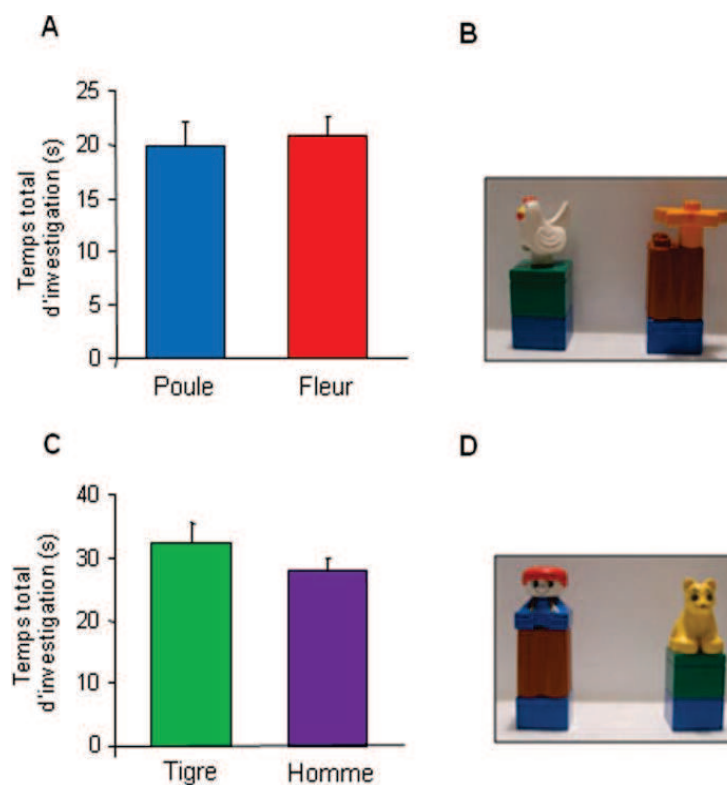 A
B
Temps total
d'investigation (s)
25
20
15
10
5
0
Poule
Fleur
C
D
Temps total
d'investigation (s)
40
30
20
10
0
Tigre
Homme